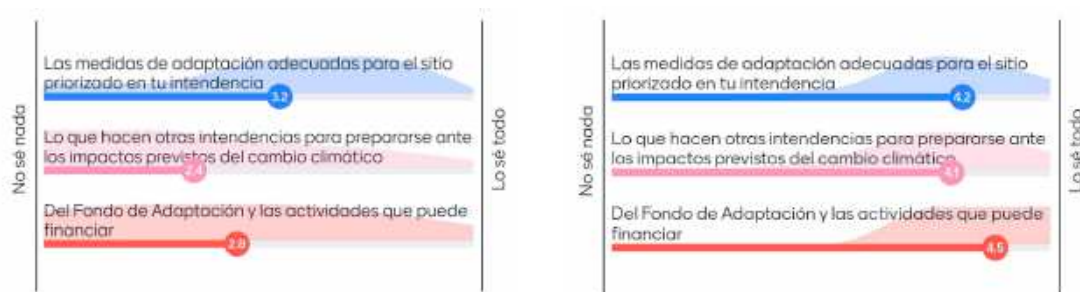 No sé nada
Las medidas de adaptación adecuadas para el sitio
priorizado en tu intendencia
3.2
Lo que hacen otras intendencias para prepararse ante
los impactos previstos del cambio climático
2.4
Del Fondo de Adaptación y las actividades que puede
financiar
2.8
Lo sé todo
No sé nada
Las medidas de adaptación adecuadas para el sitio
priorizado en tu intendencia
4.2
Lo que hacen otras intendencias para prepararse ante
los impactos previstos del cambio climático
4.1
Del Fondo de Adaptación y las actividades que puede
financiar
4.5
Lo sé todo